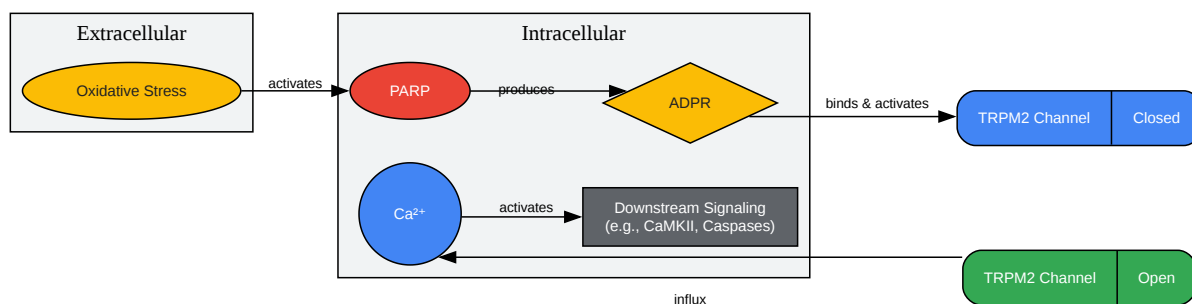 Extracellular
Intracellular
Oxidative Stress
activates
PARP
produces
ADPR
binds & activates
TRPM2 Channel
Closed
Ca²⁺
activates
Downstream Signaling
(e.g., CaMKII, Caspases)
TRPM2 Channel
Open
influx